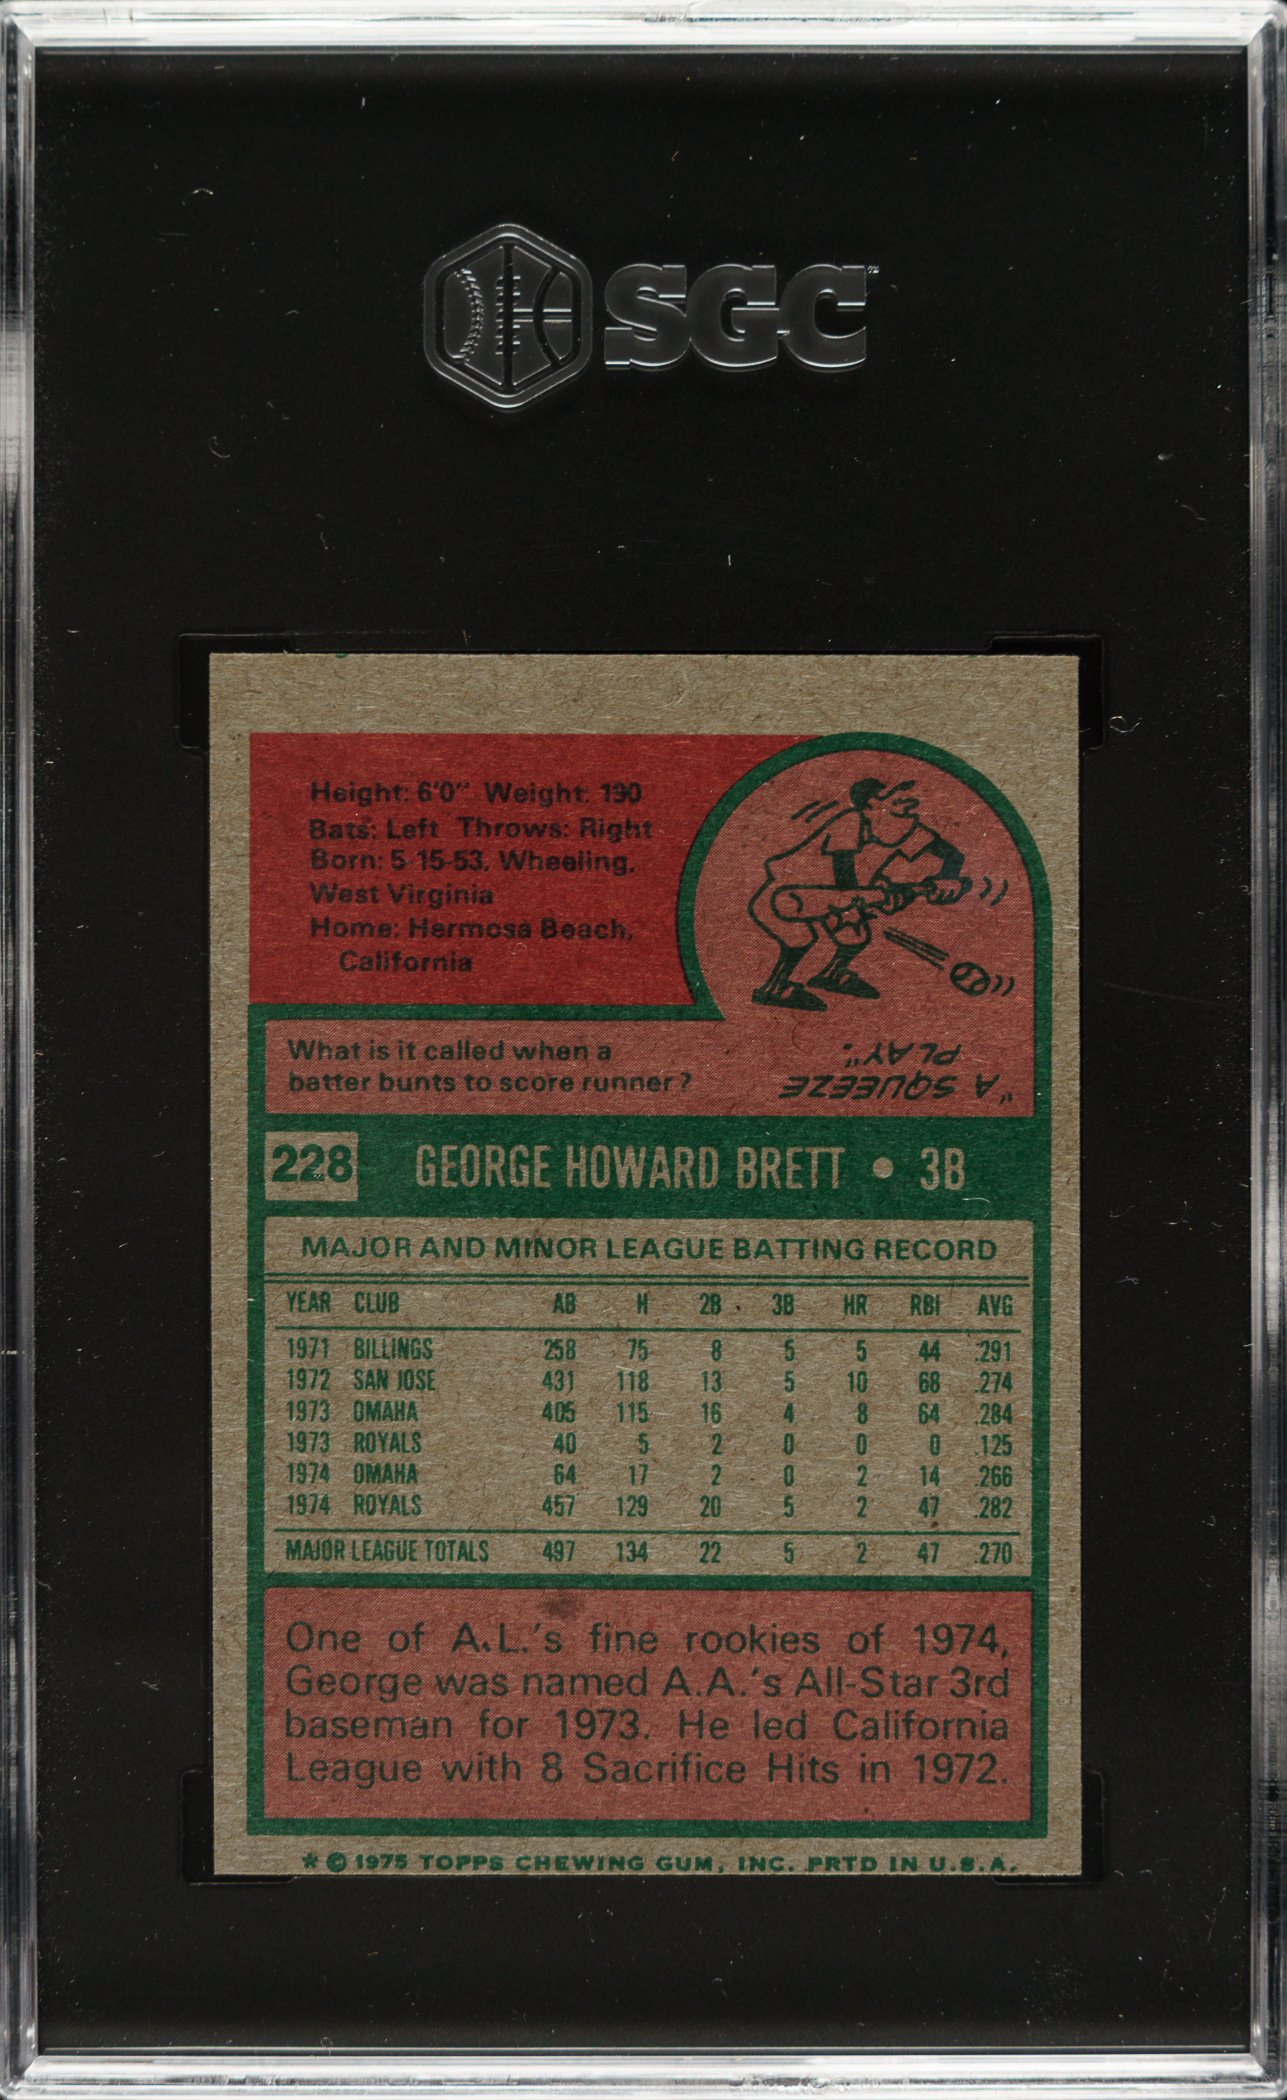 SGC
Height: 6'0" Weight: 190
Bats: Left Throws: Right
Born: 5-15-53, Wheeling,
West Virginia
Home: Hermosa Beach,
California
What is it called when a
batter bunts to score runner?
"A SQUEEZE
PLAY".
228 GEORGE HOWARD BRETT • 3B
MAJOR AND MINOR LEAGUE BATTING RECORD
YEAR CLUB AB H 2B 3B HR RBI AVG
1971 BILLINGS 258 75 8 5 5 44 .291
1972 SAN JOSE 431 118 13 5 10 68 .274
1973 OMAHA 405 115 16 4 8 64 .284
1973 ROYALS 40 5 2 0 0 0 .125
1974 OMAHA 64 17 2 0 2 14 .266
1974 ROYALS 457 129 20 5 2 47 .282
MAJOR LEAGUE TOTALS 497 134 22 5 2 47 .270
One of A.L.'s fine rookies of 1974,
George was named A.A.'s All-Star 3rd
baseman for 1973. He led California
League with 8 Sacrifice Hits in 1972.
* © 1975 TOPPS CHEWING GUM, INC. PRTD IN U.S.A.